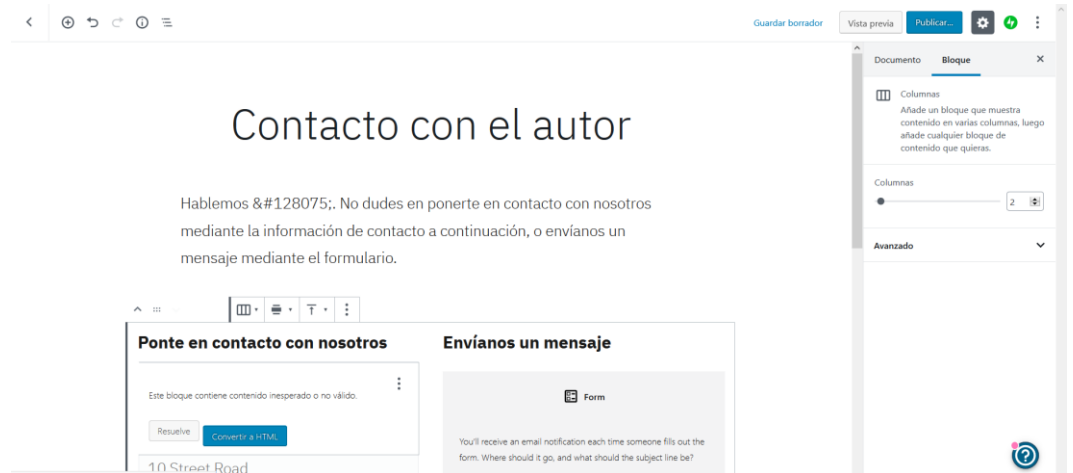 Guardar borrador
Vista previa
Publicar...
Documento
Bloque
Columnas
Añade un bloque que muestra
contenido en varias columnas, luego
añade cualquier bloque de
contenido que quieras.
Columnas
2
Avanzado
Contacto con el autor
Hablemos &#128075;. No dudes en ponerte en contacto con nosotros
mediante la información de contacto a continuación, o envíanos un
mensaje mediante el formulario.
Ponte en contacto con nosotros
Este bloque contiene contenido inesperado o no válido.
Resuelve
Convertir a HTML
10 Street Road
Envíanos un mensaje
Form
You'll receive an email notification each time someone fills out the
form. Where should it go, and what should the subject line be?